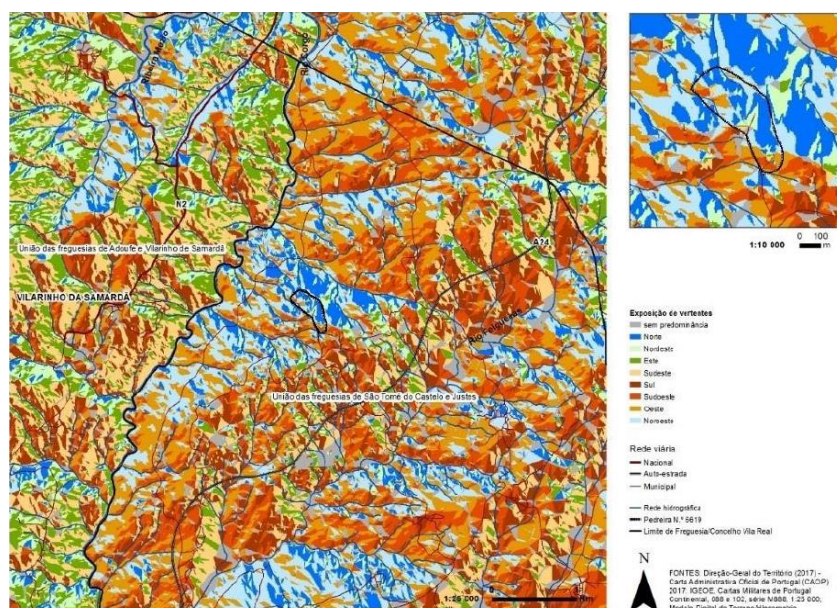 N2
A24
União das freguesias de Adoufe e Vilarinho de Samardã
VILARINHO DA SAMARDÃ
União das freguesias de São Tomé do Castelo e Justes
1:25 000
Km
1:10 000
0 100
m
Exposição de vertentes
sem predominância
Norte
Nordeste
Este
Sudeste
Sul
Sudoeste
Oeste
Noroeste
Rede viária
Nacional
Auto-estrada
Municipal
Rede hidrográfica
Pedreira N.º 5619
Limite de Freguesia/Concelho Vila Real
N
FONTES: Direção-Geral do Território (2017) -
Carta Administrativa Oficial de Portugal (CAOP)
2017. IGEOE. Cartas Militares de Portugal
Continental, 088 e 102, série M888, 1:25 000;